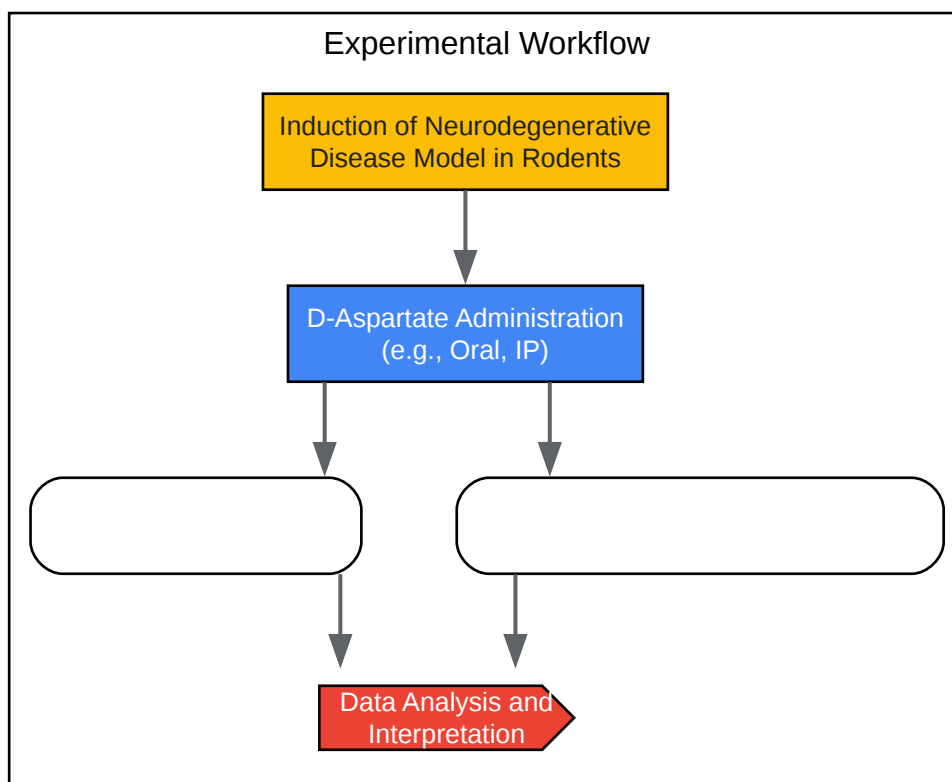 Experimental Workflow
Induction of Neurodegenerative
Disease Model in Rodents
D-Aspartate Administration
(e.g., Oral, IP)
Data Analysis and
Interpretation